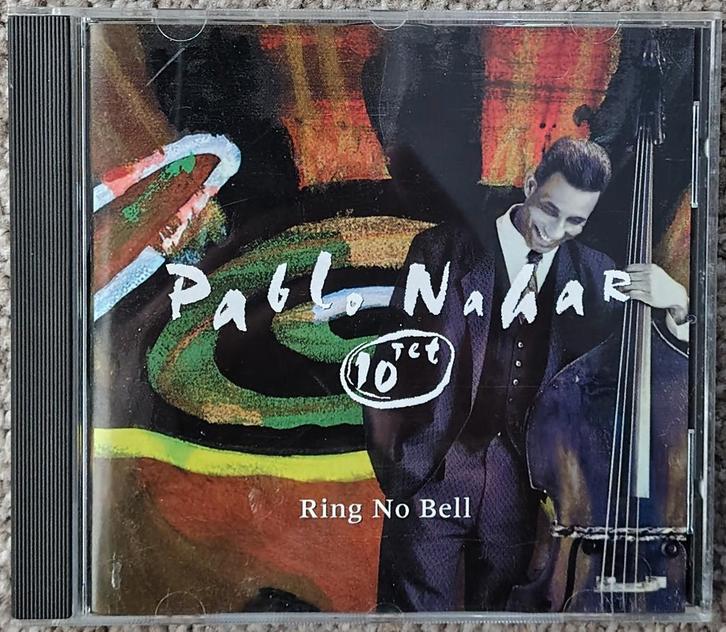 Pablo Nahar
10tet
Ring No Bell